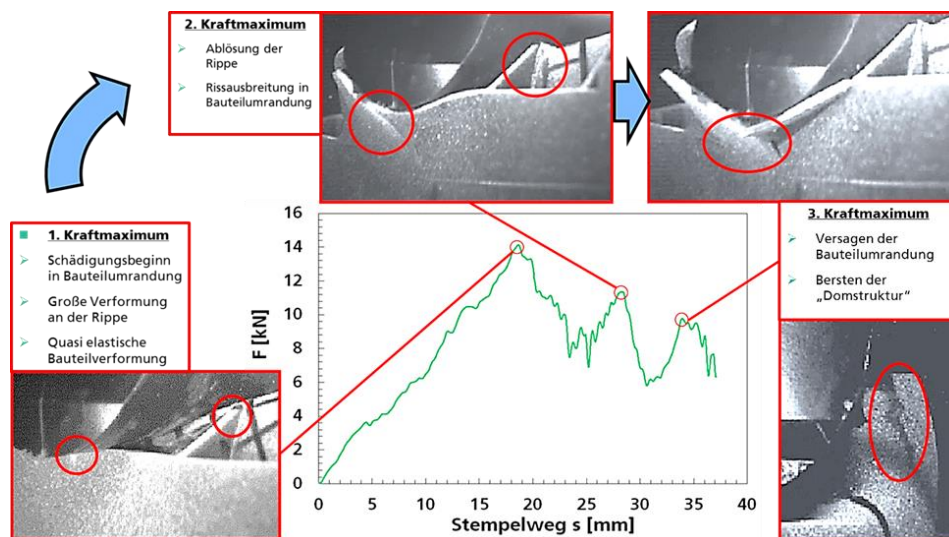 2. Kraftmaximum
Ablösung der
Rippe
Rissausbreitung in
Bauteilumrandung
1. Kraftmaximum
Schädigungsbeginn
in Bauteilumrandung
Große Verformung
an der Rippe
Quasi elastische
Bauteilverformung
3. Kraftmaximum
Versagen der
Bauteilumrandung
Bersten der
„Domstruktur“
F [kN]
16
14
12
10
8
6
4
2
0
0 5 10 15 20 25 30 35 40
Stempelweg s [mm]